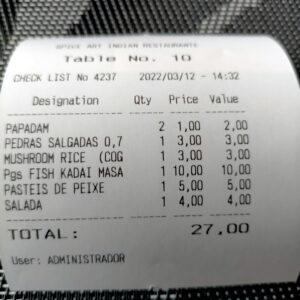 SPICE ART INDIAN RESTAURANTE
Table No. 10
CHECK LIST No 4237 2022/03/12 - 14:32
Designation Qty Price Value
PAPADAM 2 1,00 2,00
PEDRAS SALGADAS 0,7 1 3,00 3,00
MUSHROOM RICE (COG 1 3,00 3,00
Pgs FISH KADAI MASA 1 10,00 10,00
PASTEIS DE PEIXE 1 5,00 5,00
SALADA 1 4,00 4,00
TOTAL: 27,00
User: ADMINISTRADOR